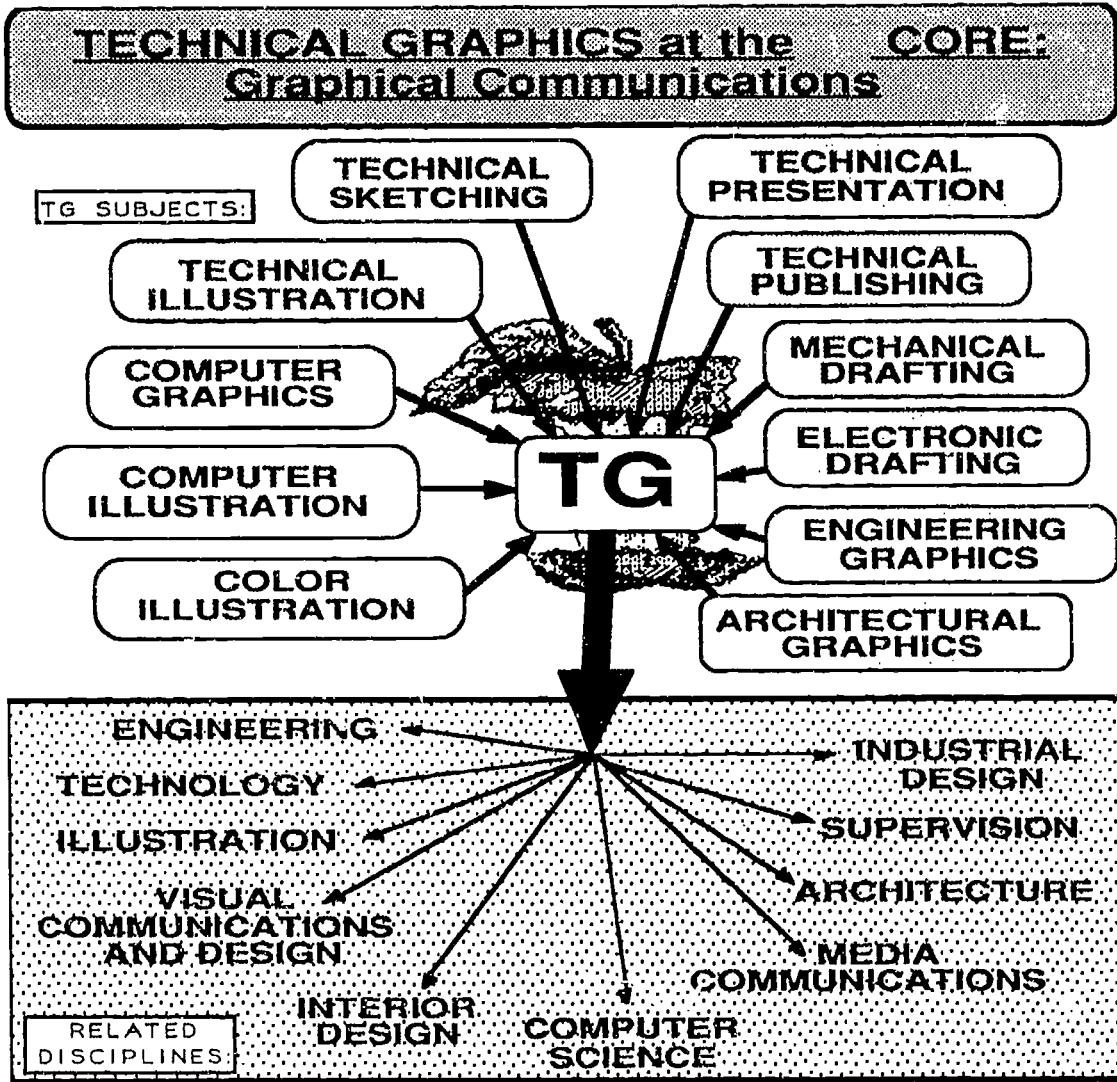 TECHNICAL GRAPHICS at the CORE:
Graphical Communications
TG SUBJECTS:
TECHNICAL
SKETCHING
TECHNICAL
PRESENTATION
TECHNICAL
ILLUSTRATION
TECHNICAL
PUBLISHING
COMPUTER
GRAPHICS
MECHANICAL
DRAFTING
COMPUTER
ILLUSTRATION
TG
ELECTRONIC
DRAFTING
COLOR
ILLUSTRATION
ENGINEERING
GRAPHICS
ARCHITECTURAL
GRAPHICS
ENGINEERING
INDUSTRIAL
DESIGN
TECHNOLOGY
SUPERVISION
ILLUSTRATION
ARCHITECTURE
VISUAL
COMMUNICATIONS
AND DESIGN
MEDIA
COMMUNICATIONS
INTERIOR
DESIGN
COMPUTER
SCIENCE
RELATED
DISCIPLINES: